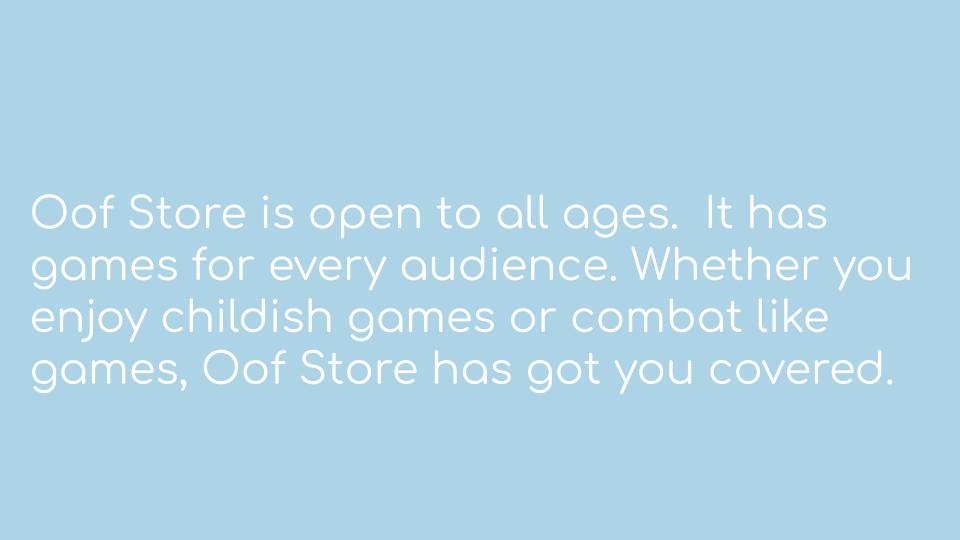 Oof Store is open to all ages.  It has
games for every audience. Whether you
enjoy childish games or combat like
games, Oof Store has got you covered.